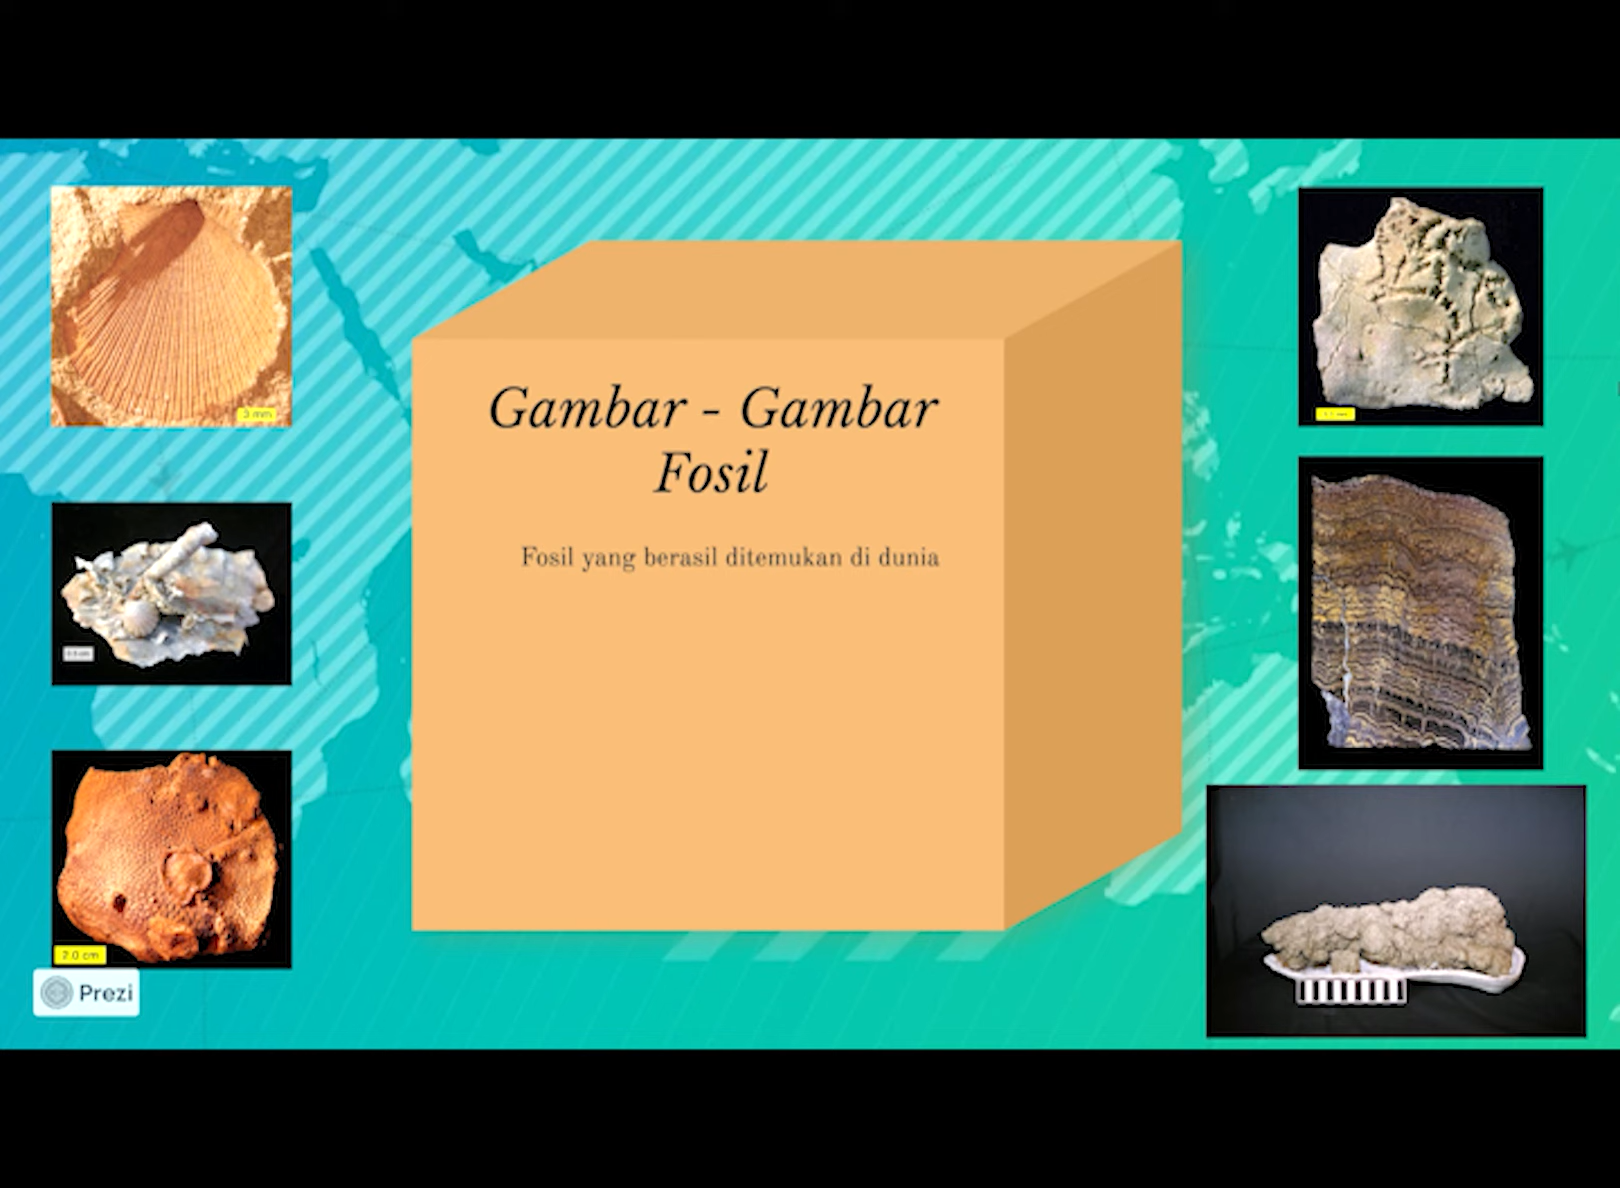 3 mm
Gambar - Gambar
Fosil
Fosil yang berasil ditemukan di dunia
2.0 cm
Prezi